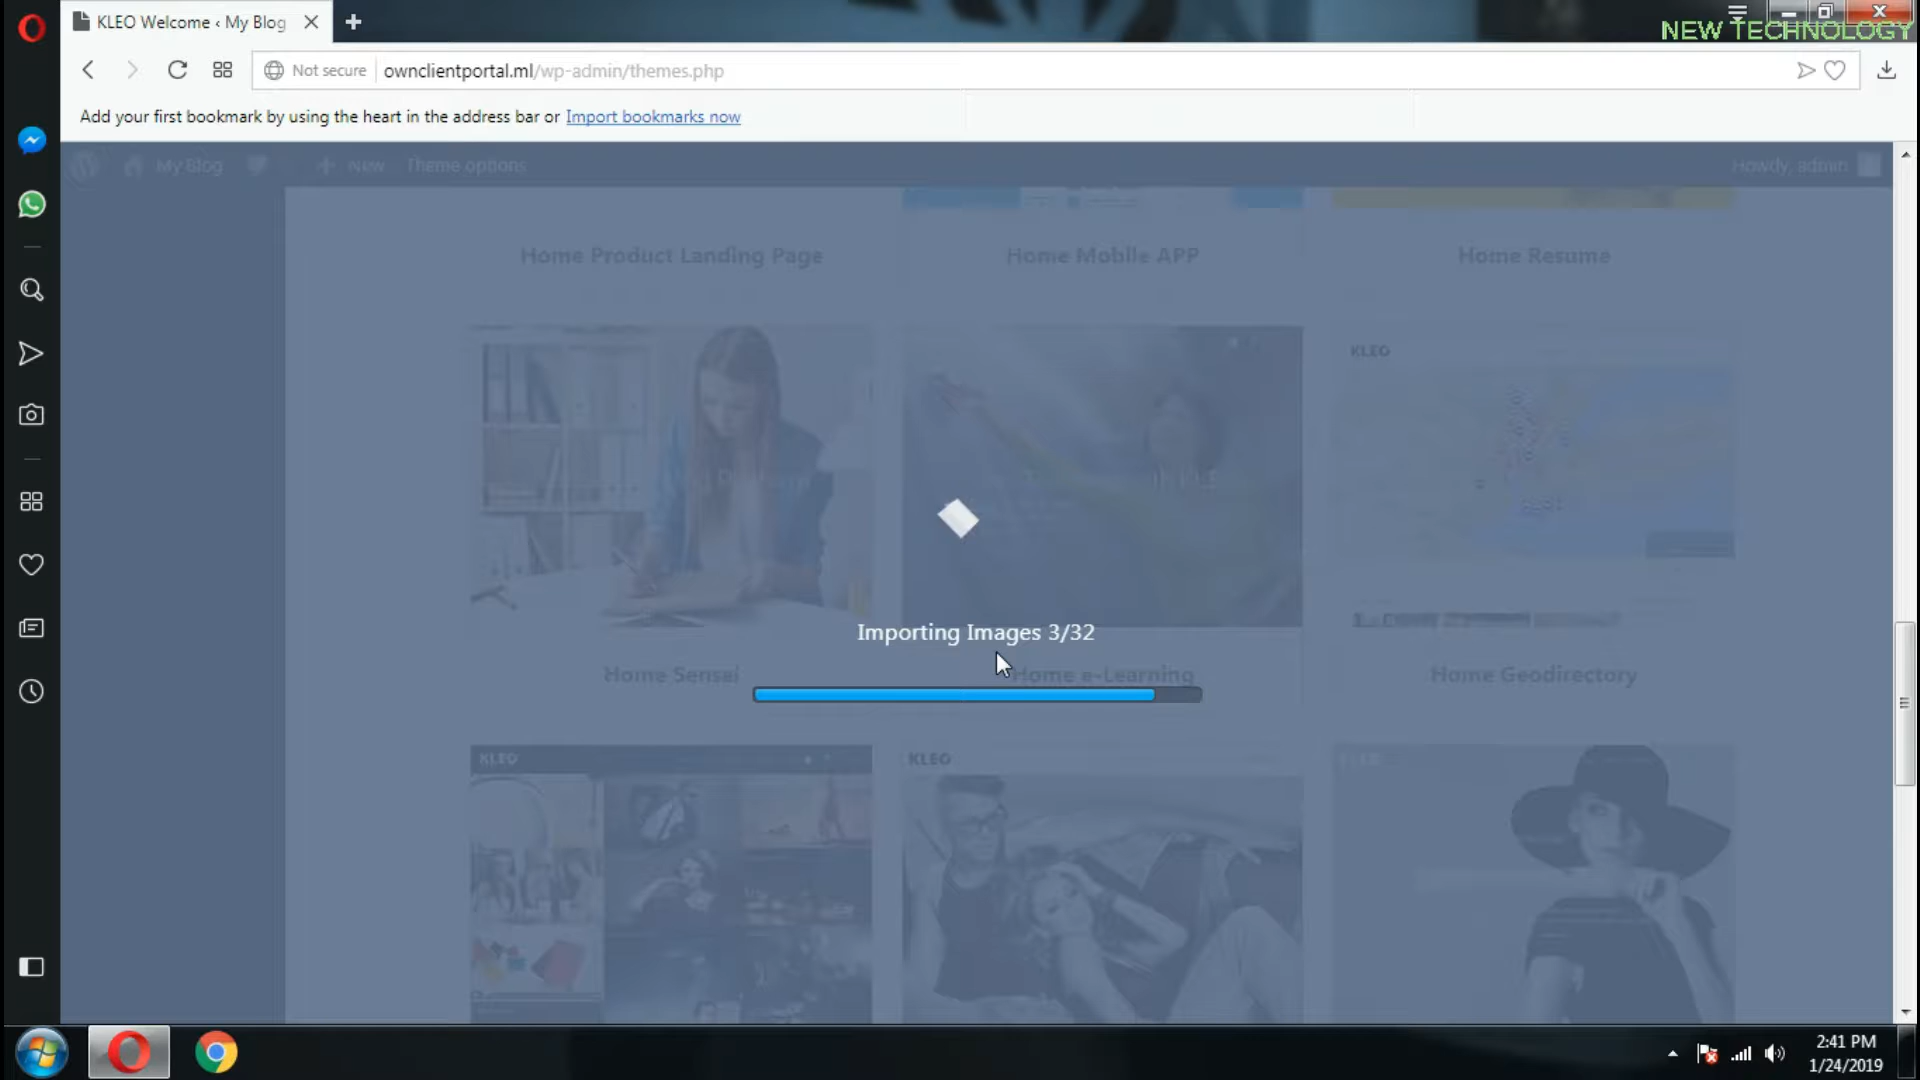 KLEO Welcome ‹ My Blog
NEW TECHNOLOGY
Not secure
ownclientportal.ml/wp-admin/themes.php
Add your first bookmark by using the heart in the address bar or Import bookmarks now
My Blog
New
Theme options
Howdy, admin
Home Product Landing Page
Home Mobile APP
Home Resume
KLEO
Importing Images 3/32
Home Sensei
Home e-Learning
Home Geodirectory
KLEO
KLEO
2:41 PM
1/24/2019